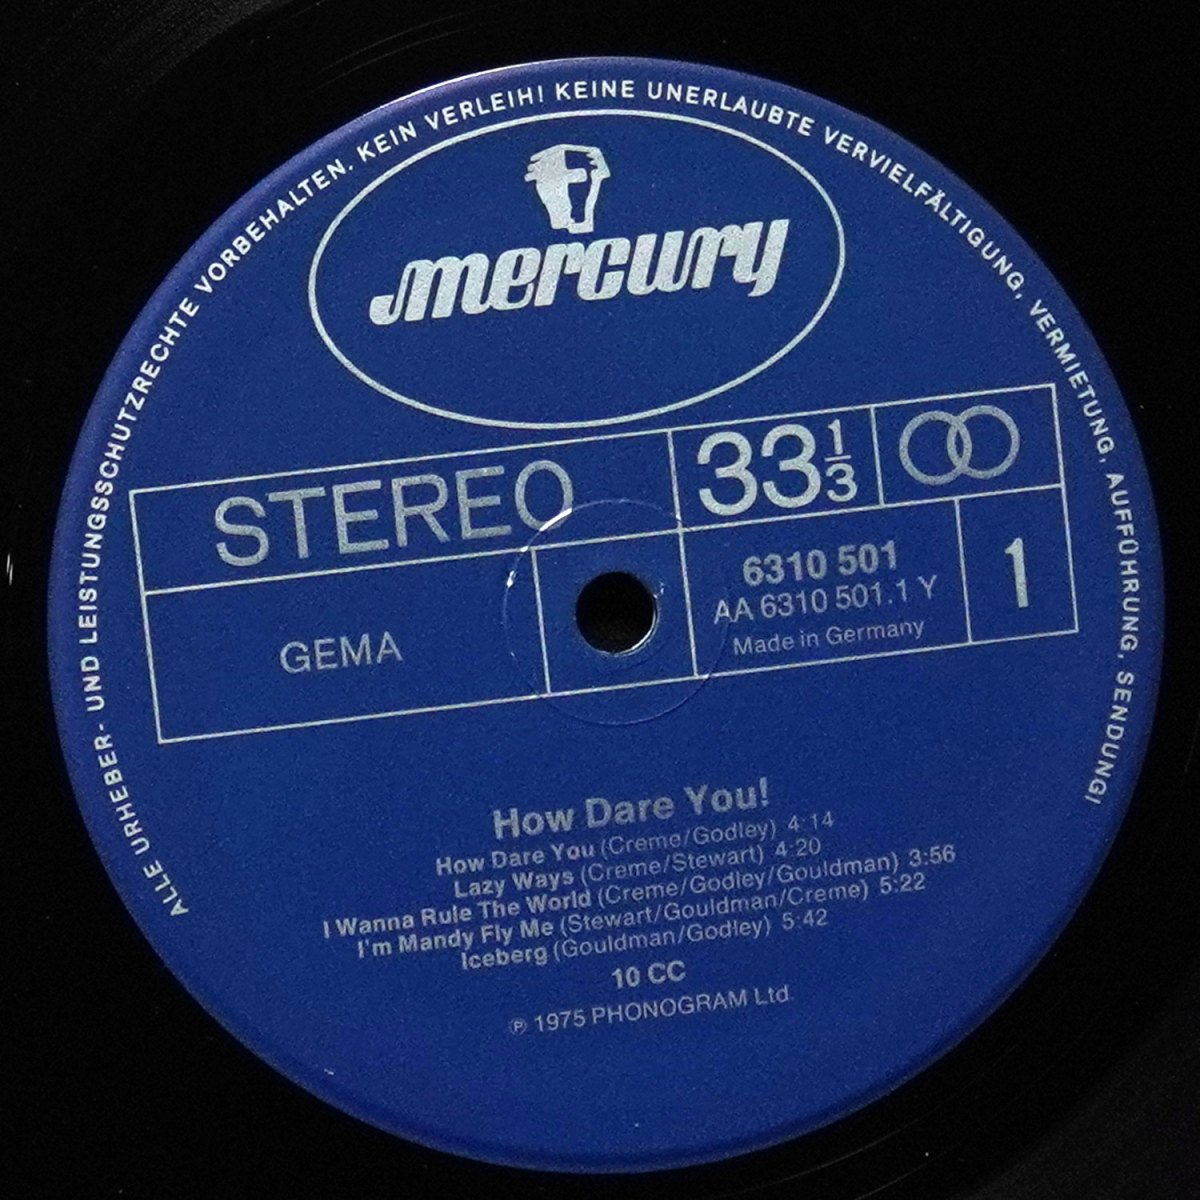 ALLE URHEBER- UND LEISTUNGSSCHUTZRECHTE VORBEHALTEN. KEIN VERLEIH! KEINE UNERLAUBTE VERVIELFÄLTIGUNG, VERMIETUNG, AUFFÜHRUNG, SENDUNG!
mercury
STEREO 33 1/3
GEMA
6310 501
AA 6310 501.1 Y
Made in Germany
1
How Dare You!
How Dare You (Creme/Godley) 4:14
Lazy Ways (Creme/Stewart) 4:20
I Wanna Rule The World (Creme/Godley/Gouldman) 3:56
I'm Mandy Fly Me (Stewart/Gouldman/Creme) 5:22
Iceberg (Gouldman/Godley) 5:42
10 CC
℗ 1975 PHONOGRAM Ltd.